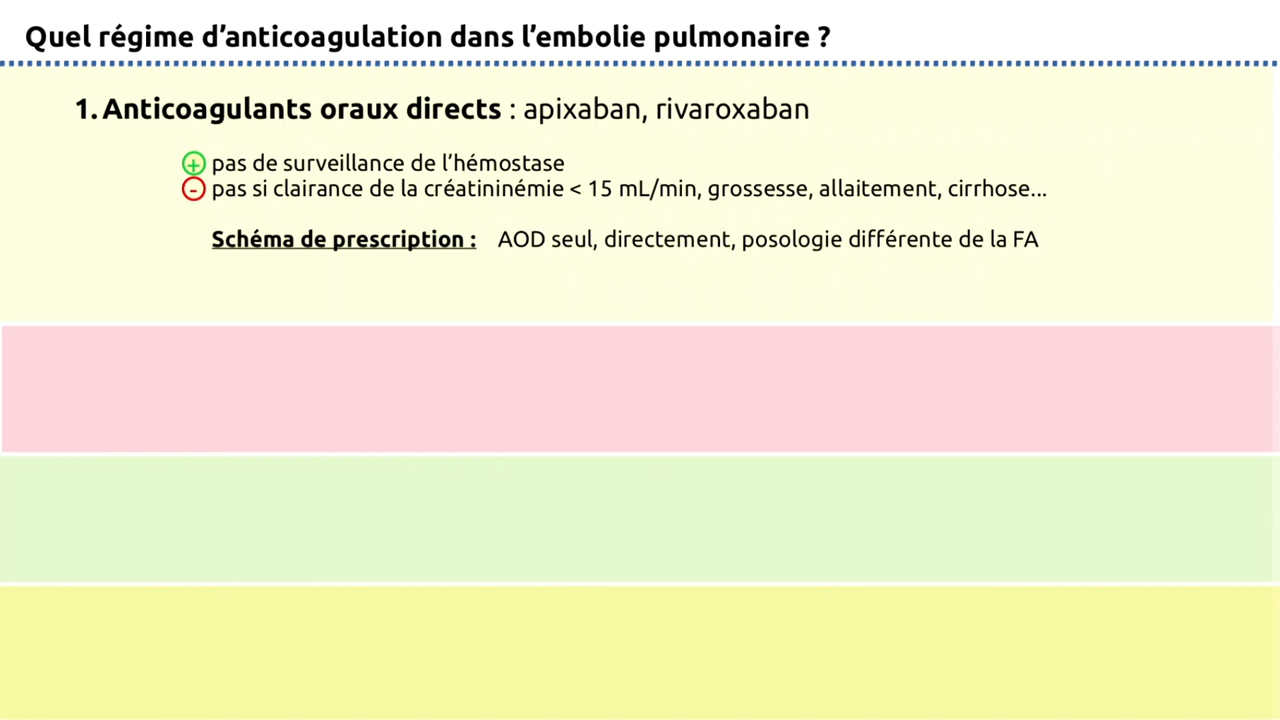 Quel régime d’anticoagulation dans l’embolie pulmonaire ?
1. Anticoagulants oraux directs : apixaban, rivaroxaban
+ pas de surveillance de l’hémostase
- pas si clairance de la créatininémie < 15 mL/min, grossesse, allaitement, cirrhose...
Schéma de prescription : AOD seul, directement, posologie différente de la FA